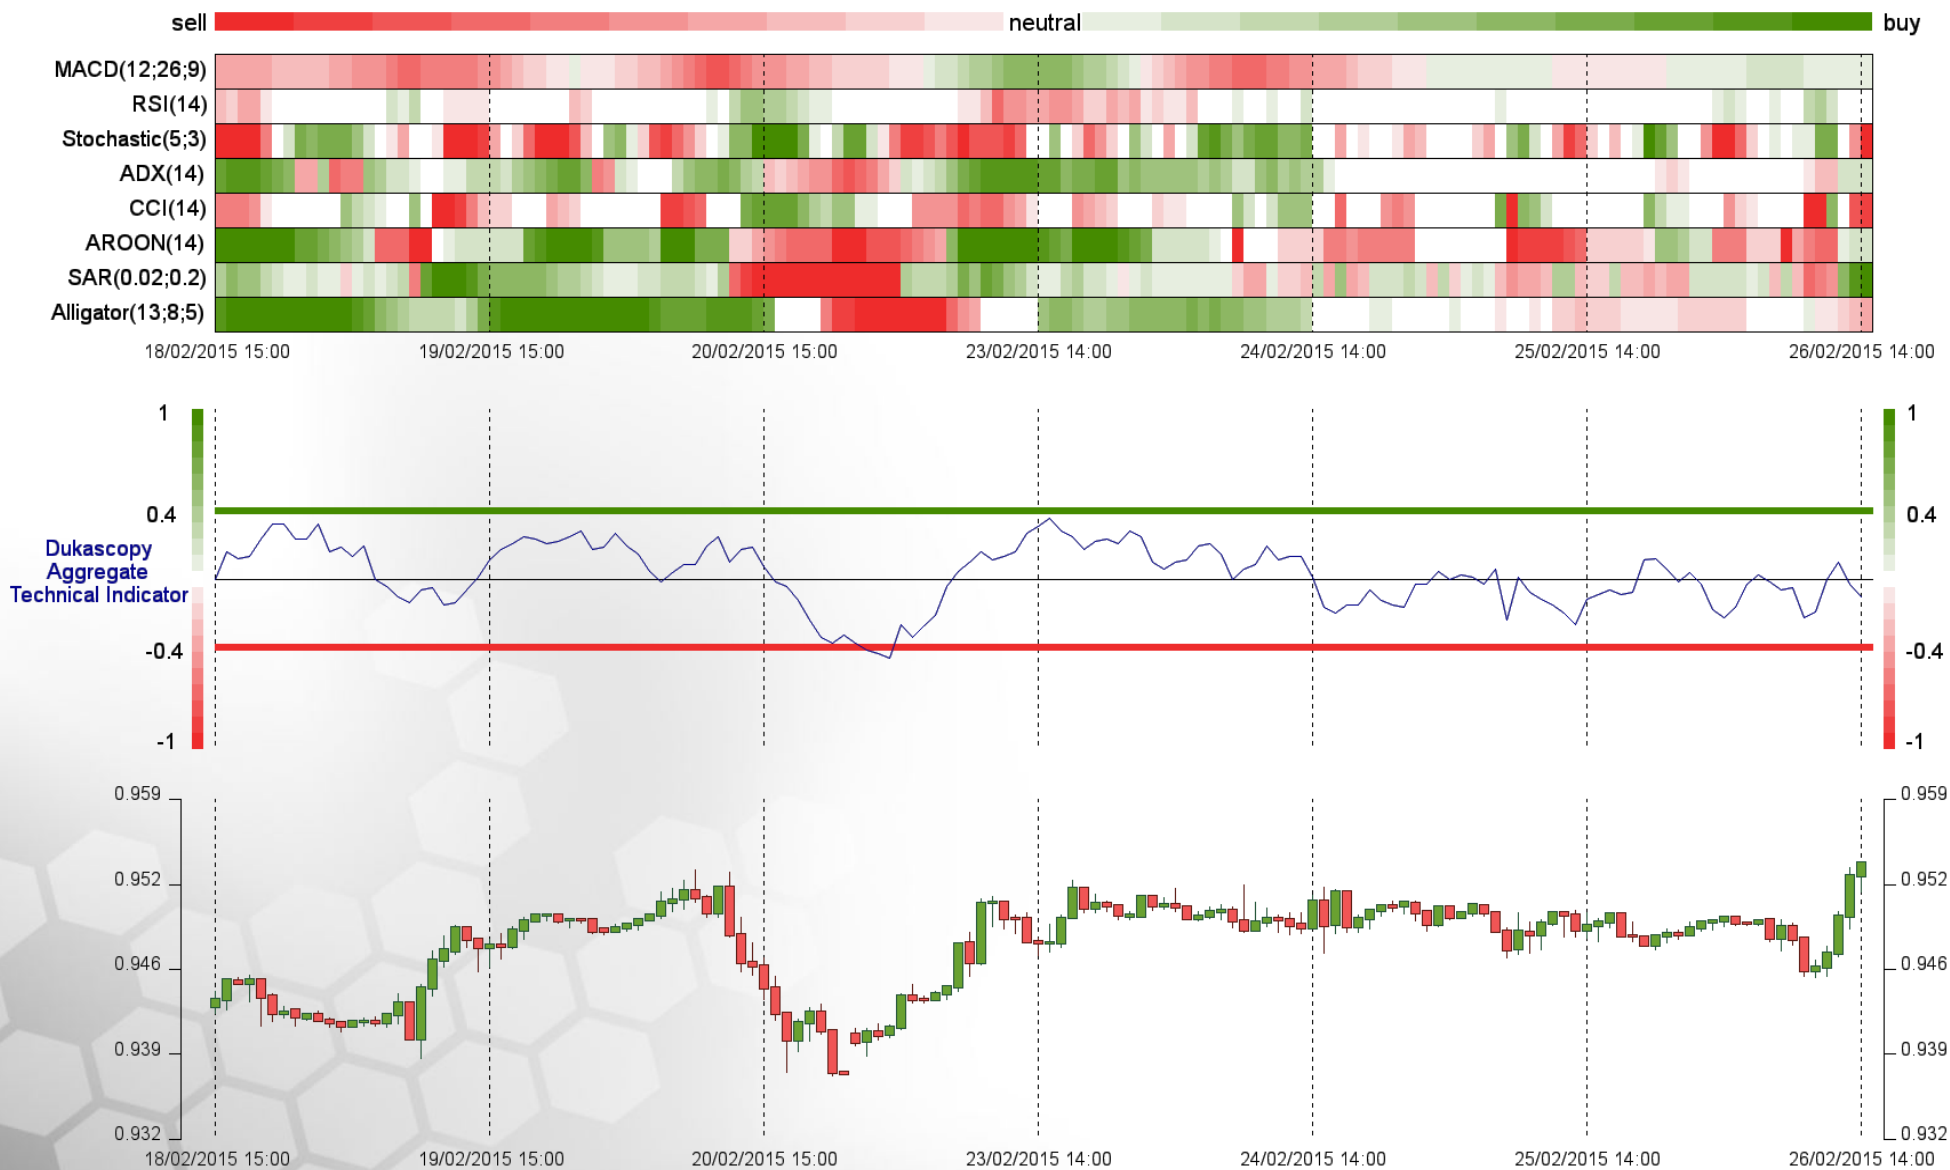 sell neutral buy
MACD(12;26;9)
RSI(14)
Stochastic(5;3)
ADX(14)
CCI(14)
AROON(14)
SAR(0.02;0.2)
Alligator(13;8;5)
18/02/2015 15:00 19/02/2015 15:00 20/02/2015 15:00 23/02/2015 14:00 24/02/2015 14:00 25/02/2015 14:00 26/02/2015 14:00
1 1
0.4 0.4
Dukascopy
Aggregate
Technical Indicator
-0.4 -0.4
-1 -1
0.959 0.959
0.952 0.952
0.946 0.946
0.939 0.939
0.932 0.932
18/02/2015 15:00 19/02/2015 15:00 20/02/2015 15:00 23/02/2015 14:00 24/02/2015 14:00 25/02/2015 14:00 26/02/2015 14:00